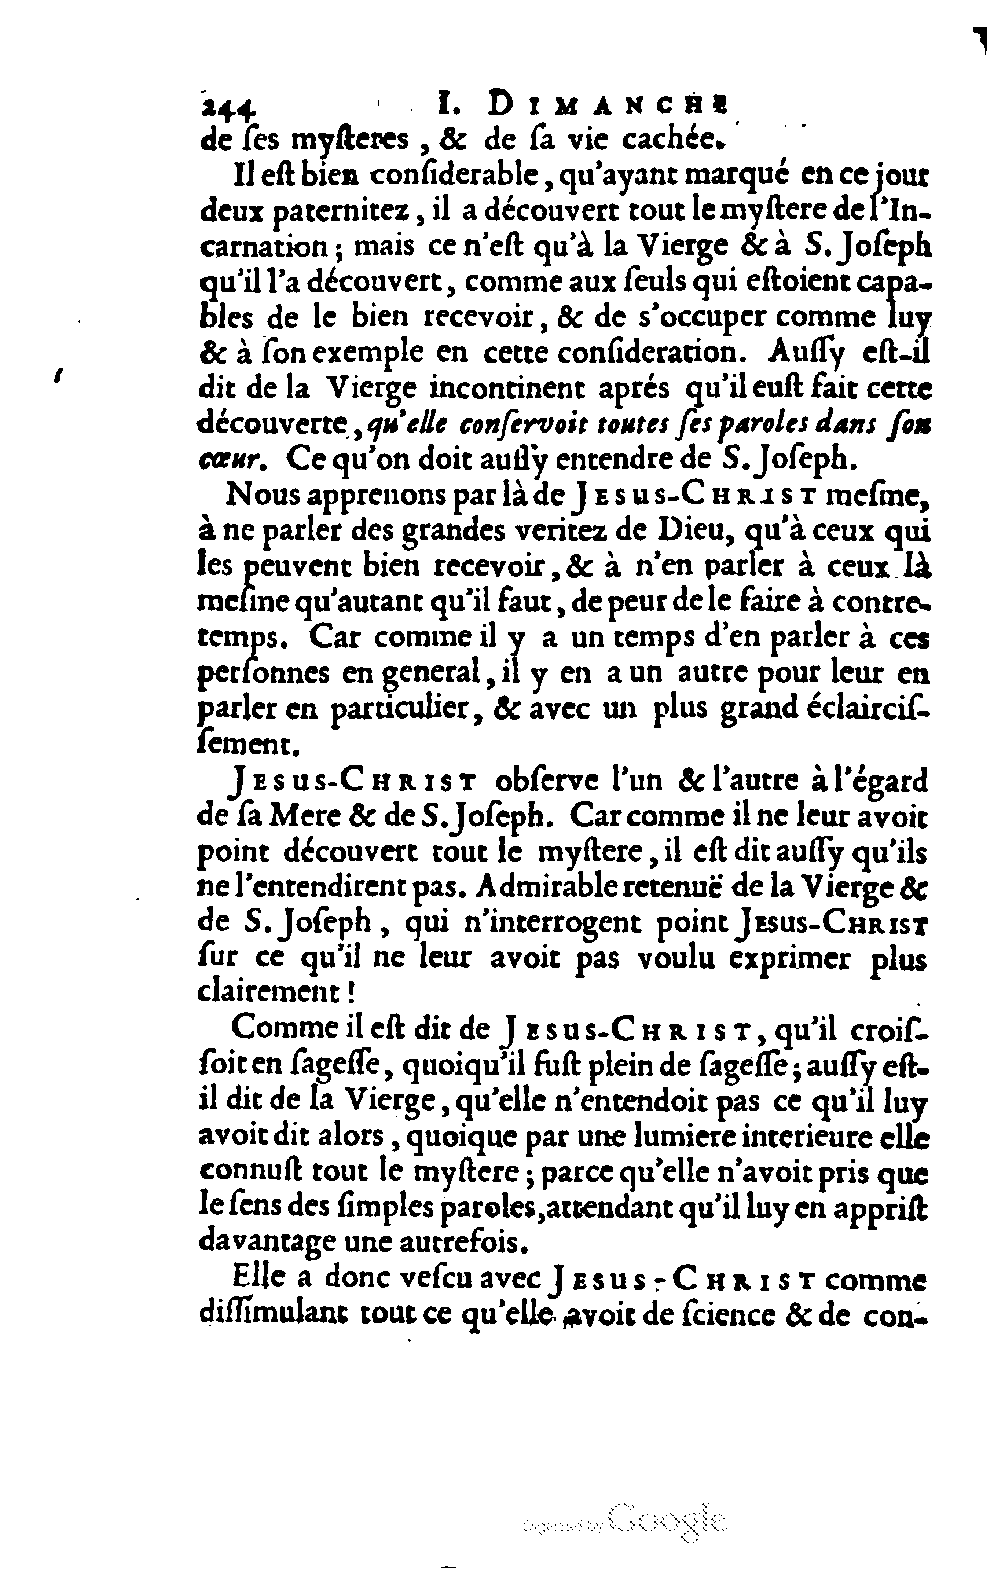 244 I. DIMANCHE
de ſes myſteres, & de ſa vie cachée.
Il eſt bien conſiderable, qu'ayant marqué en ce jour
deux paternitez, il a découvert tout le myſtere de l'In-
carnation; mais ce n'eſt qu'à la Vierge & à S. Joſeph
qu'il l'a découvert, comme aux ſeuls qui eſtoient capa-
bles de le bien recevoir, & de s'occuper comme luy
& à ſon exemple en cette conſideration. Auſſy eſt-il
dit de la Vierge incontinent aprés qu'il euſt fait cette
découverte, qu'elle conſervoit toutes ſes paroles dans ſon
cœur. Ce qu'on doit auſſy entendre de S. Joſeph.
Nous apprenons par là de JESUS-CHRIST meſme,
à ne parler des grandes veritez de Dieu, qu'à ceux qui
les peuvent bien recevoir, & à n'en parler à ceux là
meſme qu'autant qu'il faut, de peur de le faire à contre-
temps. Car comme il y a un temps d'en parler à ces
perſonnes en general, il y en a un autre pour leur en
parler en particulier, & avec un plus grand éclairciſ-
ſement.
JESUS-CHRIST obſerve l'un & l'autre à l'égard
de ſa Mere & de S. Joſeph. Car comme il ne leur avoit
point découvert tout le myſtere, il eſt dit auſſy qu'ils
ne l'entendirent pas. Admirable retenuë de la Vierge &
de S. Joſeph, qui n'interrogent point JESUS-CHRIST
ſur ce qu'il ne leur avoit pas voulu exprimer plus
clairement!
Comme il eſt dit de JESUS-CHRIST, qu'il croiſ-
ſoit en ſageſſe, quoiqu'il fuſt plein de ſageſſe; auſſy eſt-
il dit de la Vierge, qu'elle n'entendoit pas ce qu'il luy
avoit dit alors, quoique par une lumiere interieure elle
connuſt tout le myſtere; parce qu'elle n'avoit pris que
le ſens des ſimples paroles, attendant qu'il luy en appriſt
davantage une autrefois.
Elle a donc veſcu avec JESUS-CHRIST comme
diſſimulant tout ce qu'elle avoit de ſcience & de con-
Digitized by Google